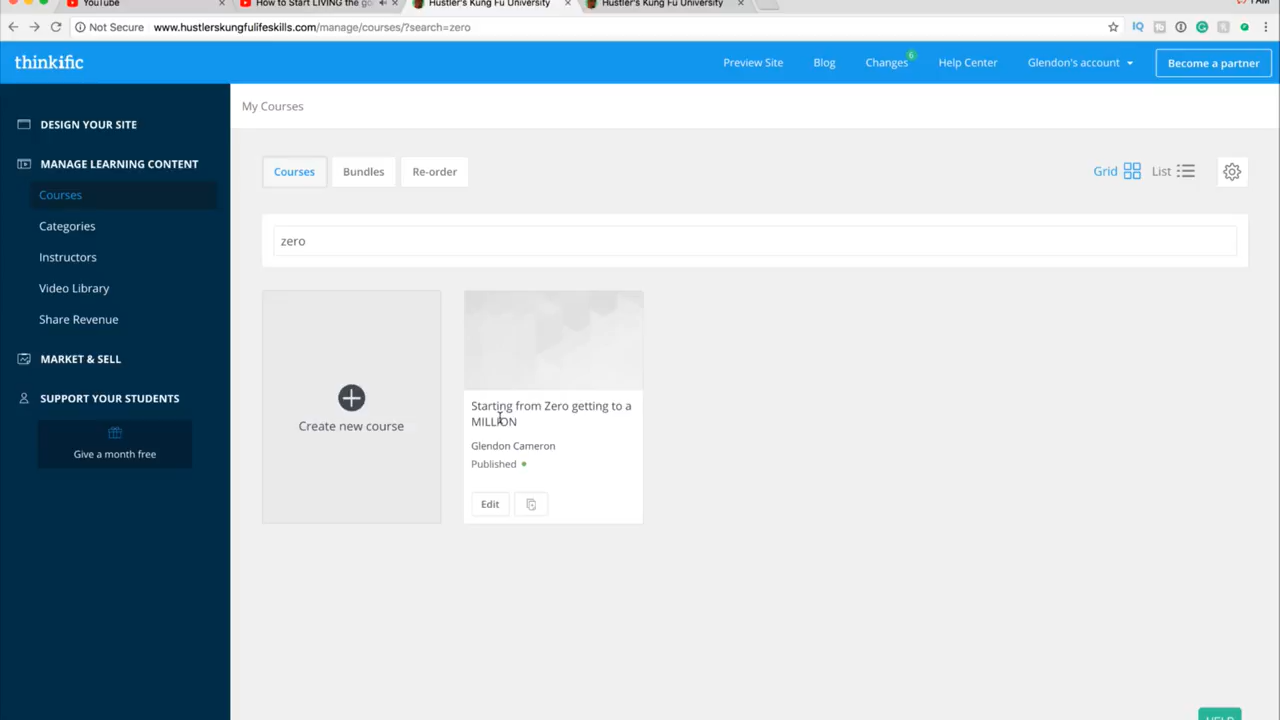 YouTube
How to Start LIVING the go
Hustler's Kung Fu University
Hustler's Kung Fu University
Not Secure www.hustlerskungfulifeskills.com/manage/courses/?search=zero
IQ
thinkific
Preview Site
Blog
Changes 6
Help Center
Glendon's account
Become a partner
DESIGN YOUR SITE
MANAGE LEARNING CONTENT
Courses
Categories
Instructors
Video Library
Share Revenue
MARKET & SELL
SUPPORT YOUR STUDENTS
Give a month free
My Courses
Courses
Bundles
Re-order
Grid
List
zero
Create new course
Starting from Zero getting to a
MILLION
Glendon Cameron
Published
Edit
HELP